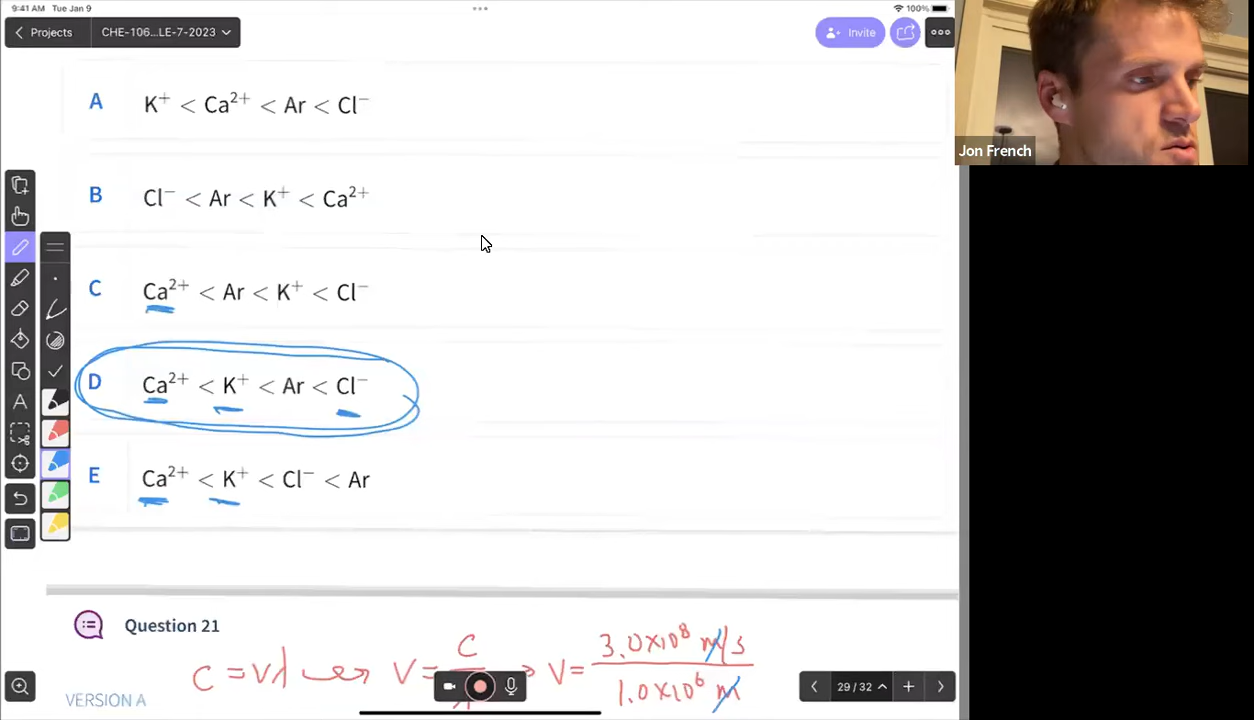 9:41 AM Tue Jan 9
100%
Projects
CHE-106...LE-7-2023
Invite
Jon French
A K⁺ < Ca²⁺ < Ar < Cl⁻
B Cl⁻ < Ar < K⁺ < Ca²⁺
C Ca²⁺ < Ar < K⁺ < Cl⁻
D Ca²⁺ < K⁺ < Ar < Cl⁻
E Ca²⁺ < K⁺ < Cl⁻ < Ar
Question 21
C = Vλ → V = C → V = 3.0×10⁸ m/s
1.0×10⁶ m
VERSION A
29 / 32